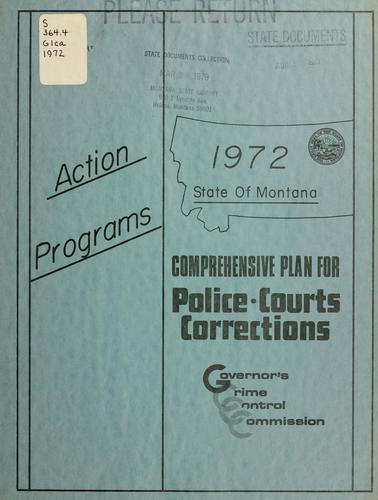 PLEASE RETURN
S
364.4
G1ca
1972
STATE DOCUMENTS COLLECTION
STATE DOCUMENTS
MONTANA STATE LIBRARY
Helena, Montana 59601
Action
Programs
1972
State Of Montana
COMPREHENSIVE PLAN FOR
Police·Courts
Corrections
Governor's
Crime
Control
Commission